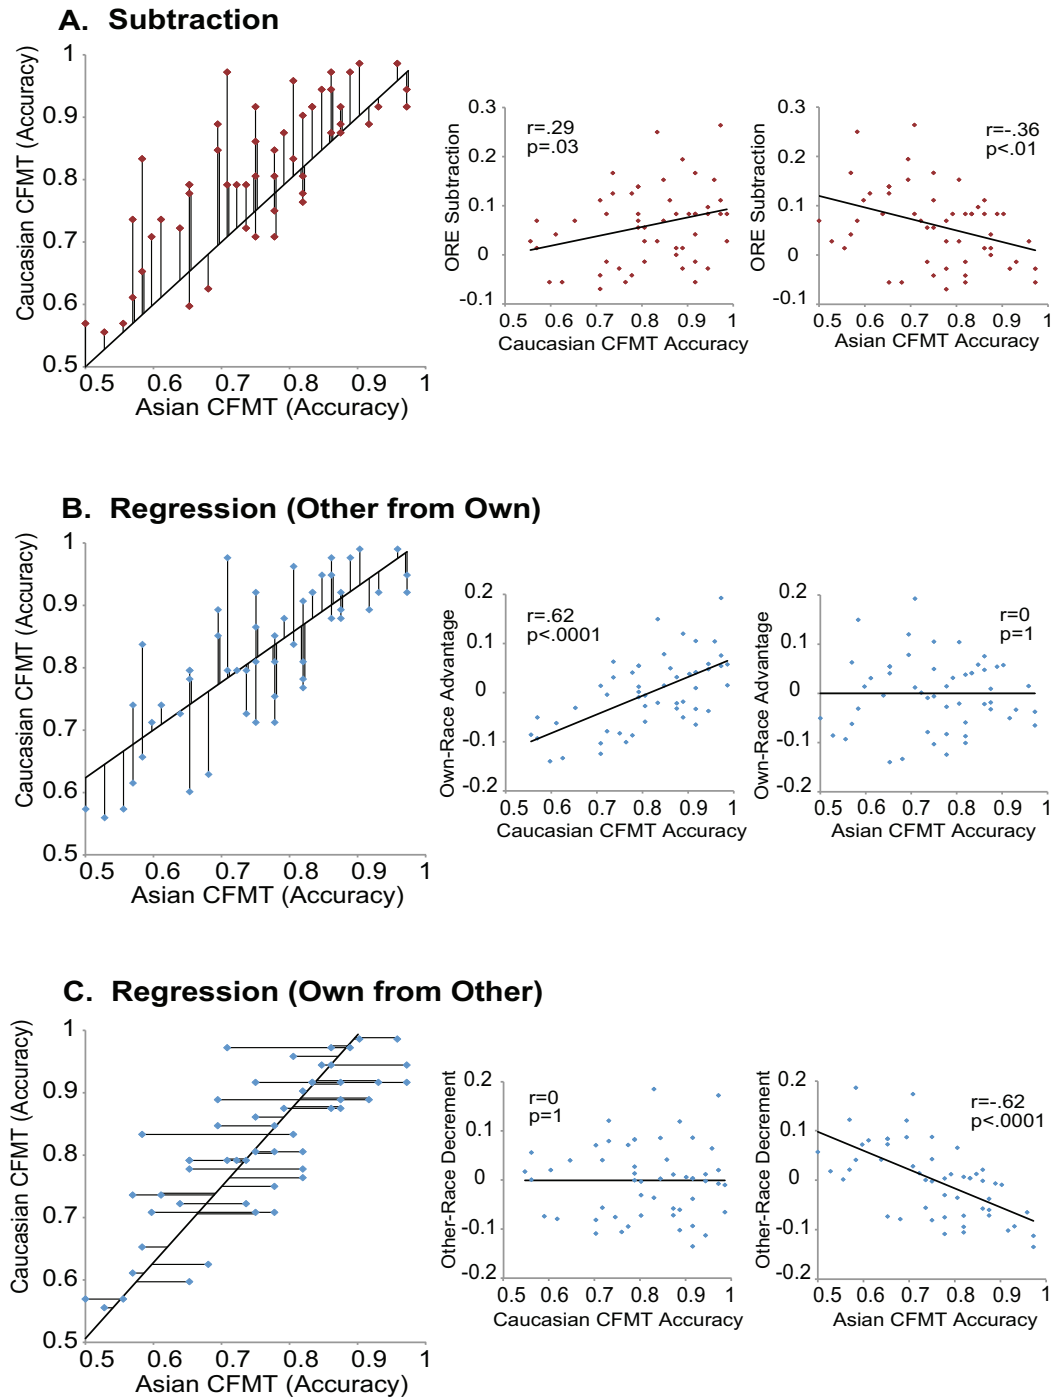 A. Subtraction
Caucasian CFMT (Accuracy)
1
0.9
0.8
0.7
0.6
0.5
0.5 0.6 0.7 0.8 0.9 1
Asian CFMT (Accuracy)
ORE Subtraction
0.3
0.2
0.1
0
-0.1
r=.29
p=.03
0.5 0.6 0.7 0.8 0.9 1
Caucasian CFMT Accuracy
ORE Subtraction
0.3
0.2
0.1
0
-0.1
r=-.36
p<.01
0.5 0.6 0.7 0.8 0.9 1
Asian CFMT Accuracy
B. Regression (Other from Own)
Caucasian CFMT (Accuracy)
1
0.9
0.8
0.7
0.6
0.5
0.5 0.6 0.7 0.8 0.9 1
Asian CFMT (Accuracy)
Own-Race Advantage
0.2
0.1
0
-0.1
-0.2
r=.62
p<.0001
0.5 0.6 0.7 0.8 0.9 1
Caucasian CFMT Accuracy
Own-Race Advantage
0.2
0.1
0
-0.1
-0.2
r=0
p=1
0.5 0.6 0.7 0.8 0.9 1
Asian CFMT Accuracy
C. Regression (Own from Other)
Caucasian CFMT (Accuracy)
1
0.9
0.8
0.7
0.6
0.5
0.5 0.6 0.7 0.8 0.9 1
Asian CFMT (Accuracy)
Other-Race Decrement
0.2
0.1
0
-0.1
-0.2
r=0
p=1
0.5 0.6 0.7 0.8 0.9 1
Caucasian CFMT Accuracy
Other-Race Decrement
0.2
0.1
0
-0.1
-0.2
r=-.62
p<.0001
0.5 0.6 0.7 0.8 0.9 1
Asian CFMT Accuracy